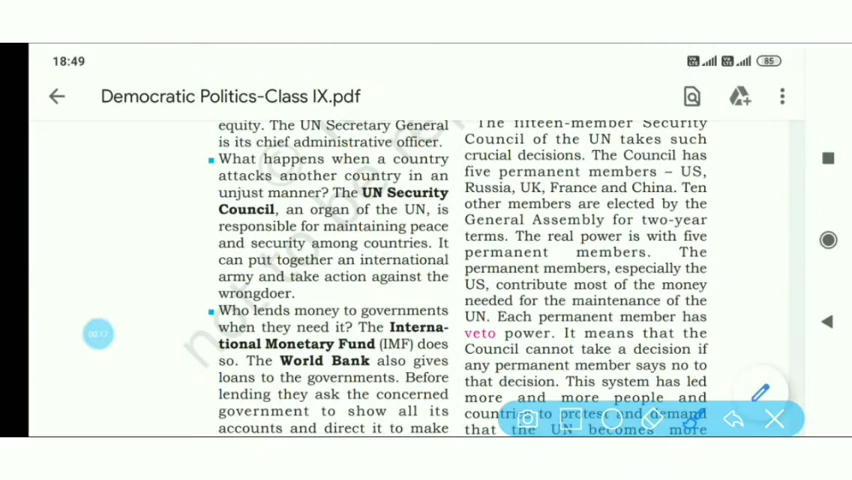 18:49
85
Democratic Politics-Class IX.pdf
equity. The UN Secretary General
is its chief administrative officer.
What happens when a country
attacks another country in an
unjust manner? The UN Security
Council, an organ of the UN, is
responsible for maintaining peace
and security among countries. It
can put together an international
army and take action against the
wrongdoer.
Who lends money to governments
when they need it? The Interna-
tional Monetary Fund (IMF) does
so. The World Bank also gives
loans to the governments. Before
lending they ask the concerned
government to show all its
accounts and direct it to make
The fifteen-member Security
Council of the UN takes such
crucial decisions. The Council has
five permanent members – US,
Russia, UK, France and China. Ten
other members are elected by the
General Assembly for two-year
terms. The real power is with five
permanent members. The
permanent members, especially the
US, contribute most of the money
needed for the maintenance of the
UN. Each permanent member has
veto power. It means that the
Council cannot take a decision if
any permanent member says no to
that decision. This system has led
more and more people and
countries to protest and demand
that the UN becomes more
not to be re